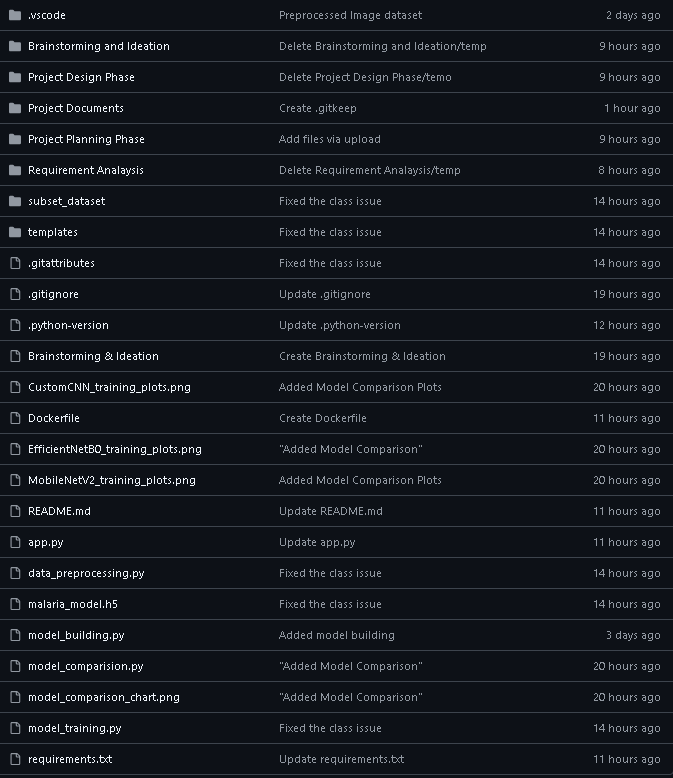 .vscode Preprocessed Image dataset 2 days ago
Brainstorming and Ideation Delete Brainstorming and Ideation/temp 9 hours ago
Project Design Phase Delete Project Design Phase/temo 9 hours ago
Project Documents Create .gitkeep 1 hour ago
Project Planning Phase Add files via upload 9 hours ago
Requirement Analaysis Delete Requirement Analaysis/temp 8 hours ago
subset_dataset Fixed the class issue 14 hours ago
templates Fixed the class issue 14 hours ago
.gitattributes Fixed the class issue 14 hours ago
.gitignore Update .gitignore 19 hours ago
.python-version Update .python-version 12 hours ago
Brainstorming & Ideation Create Brainstorming & Ideation 19 hours ago
CustomCNN_training_plots.png Added Model Comparison Plots 20 hours ago
Dockerfile Create Dockerfile 11 hours ago
EfficientNetB0_training_plots.png "Added Model Comparison" 20 hours ago
MobileNetV2_training_plots.png Added Model Comparison Plots 20 hours ago
README.md Update README.md 11 hours ago
app.py Update app.py 11 hours ago
data_preprocessing.py Fixed the class issue 14 hours ago
malaria_model.h5 Fixed the class issue 14 hours ago
model_building.py Added model building 3 days ago
model_comparision.py "Added Model Comparison" 20 hours ago
model_comparison_chart.png "Added Model Comparison" 20 hours ago
model_training.py Fixed the class issue 14 hours ago
requirements.txt Update requirements.txt 11 hours ago